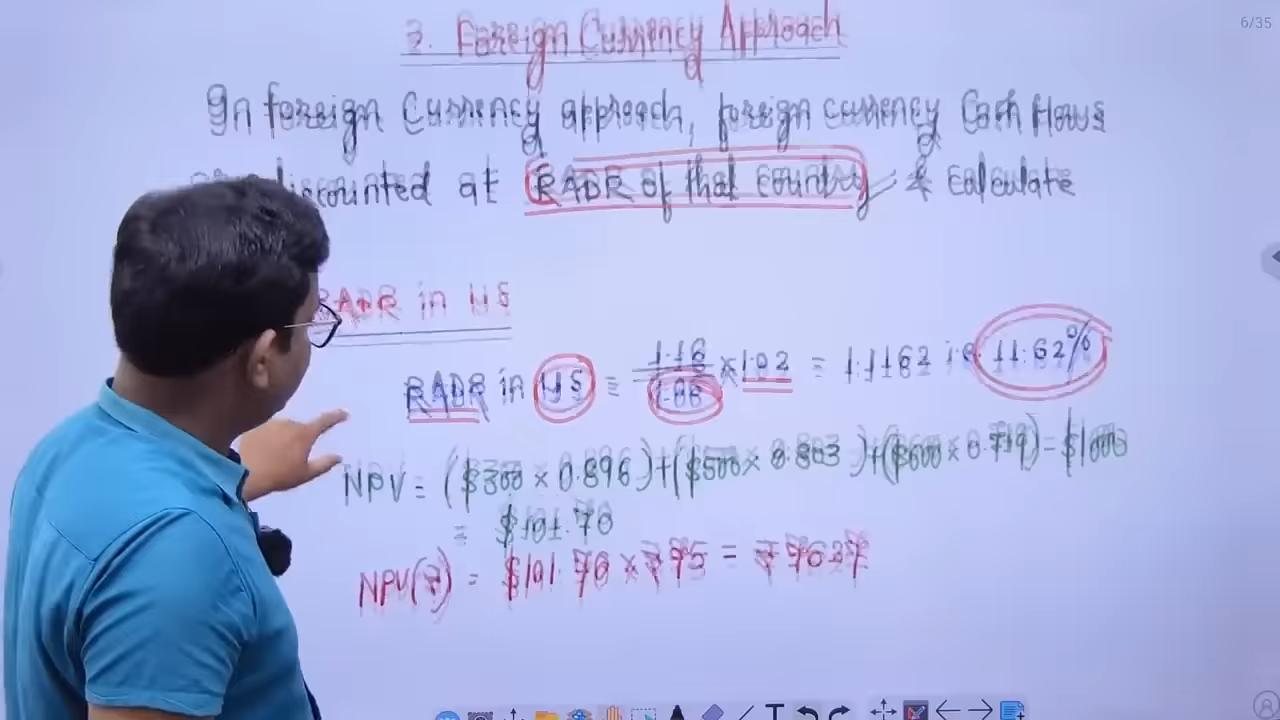 6/35
2. Foreign Currency Approach
In foreign Currency approach, foreign currency Cash flows
discounted at RADR of that country & calculate
RADR in US
RADR in US = 1.16 / 1.06 × 1.02 = 1.1162 i.e. 11.62%
NPV = ($300 × 0.896) + ($500 × 0.803) + ($600 × 0.719) - $1000
= $101.70
NPV(₹) = $101.70 × ₹75 = ₹7627